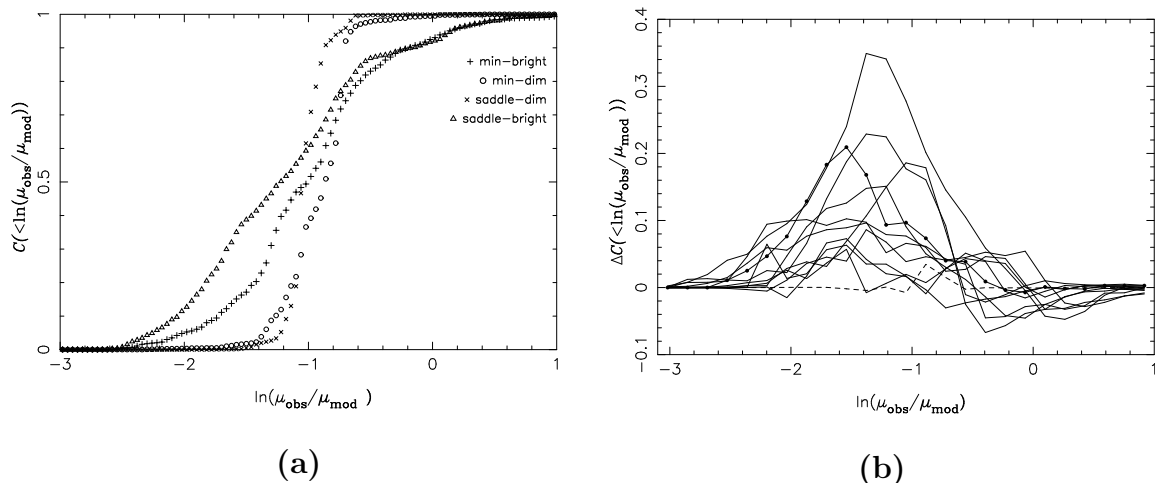 1
0.5
0
C(<ln(μobs/μmod))
+ min−bright
○ min−dim
× saddle−dim
△ saddle−bright
−3 −2 −1 0 1
ln(μobs/μmod )
(a)
0.4
0.3
0.2
0.1
0
−0.1
ΔC(<ln(μobs/μmod ))
−3 −2 −1 0 1
ln(μobs/μmod)
(b)